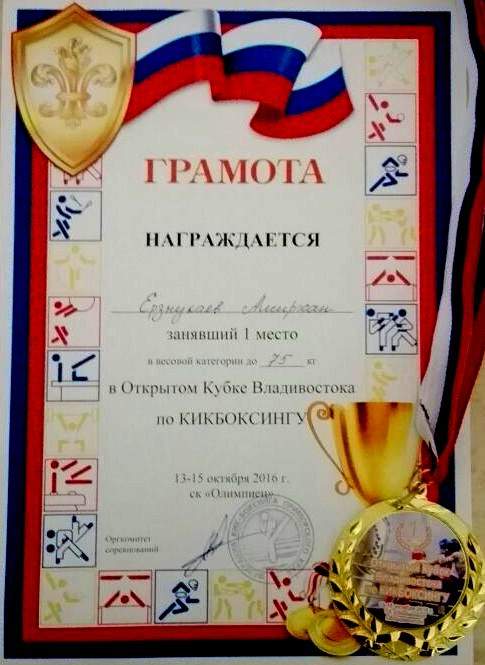 ГРАМОТА
НАГРАЖДАЕТСЯ
Ерзнукаев Амирхан
занявший 1 место
в весовой категории до 75 кг
в Открытом Кубке Владивостока
по КИКБОКСИНГУ
13-15 октября 2016 г.
ск «Олимпиец»
Оргкомитет
соревнований